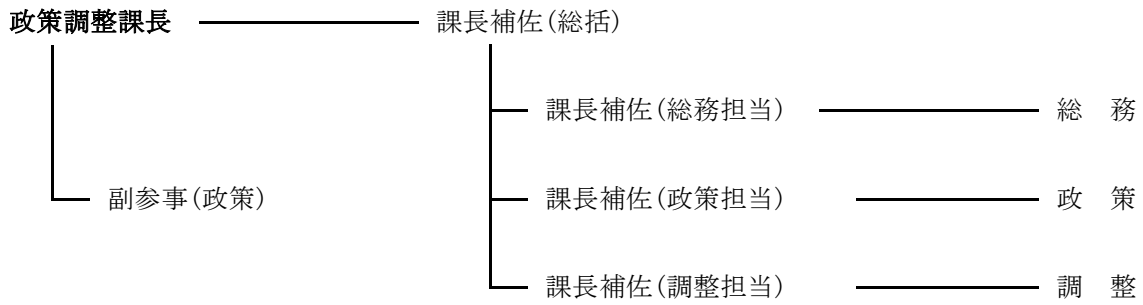 政策調整課長 課長補佐(総括)
課長補佐(総務担当) 総　務
副参事(政策) 課長補佐(政策担当) 政　策
課長補佐(調整担当) 調　整